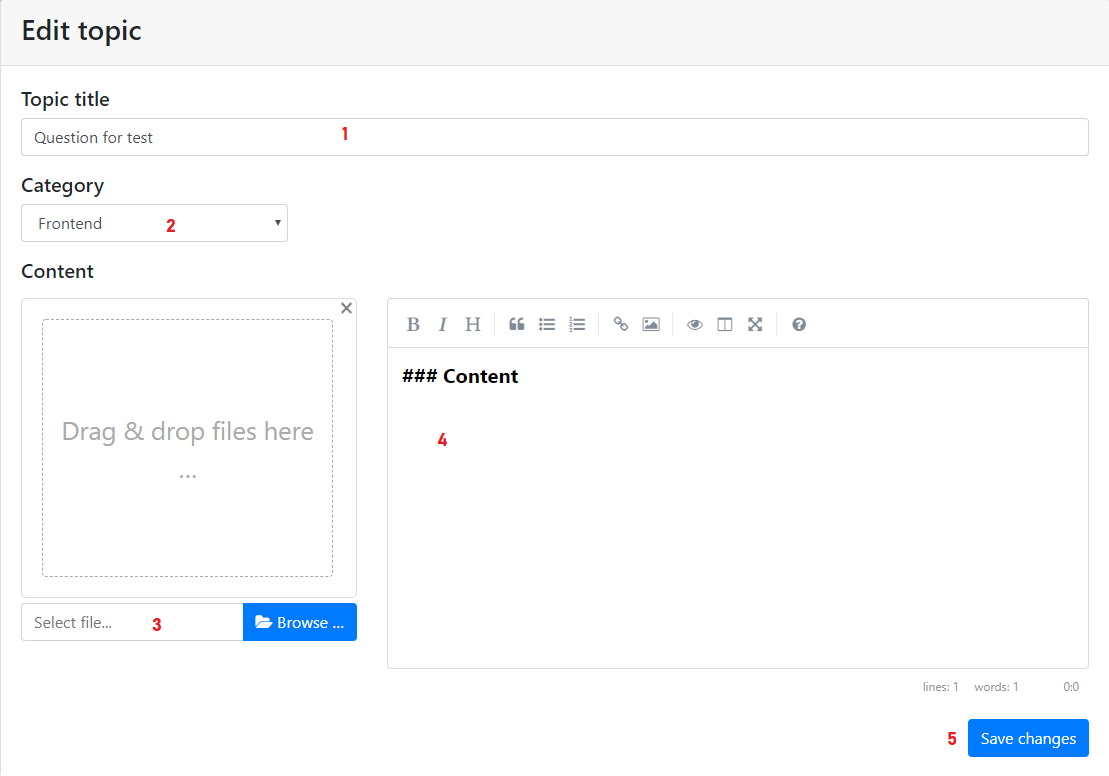 Edit topic
Topic title
Question for test 1
Category
Frontend 2
Content
Drag & drop files here
...
Select file... 3 Browse ...
B I H
### Content
4
lines: 1 words: 1 0:0
5 Save changes